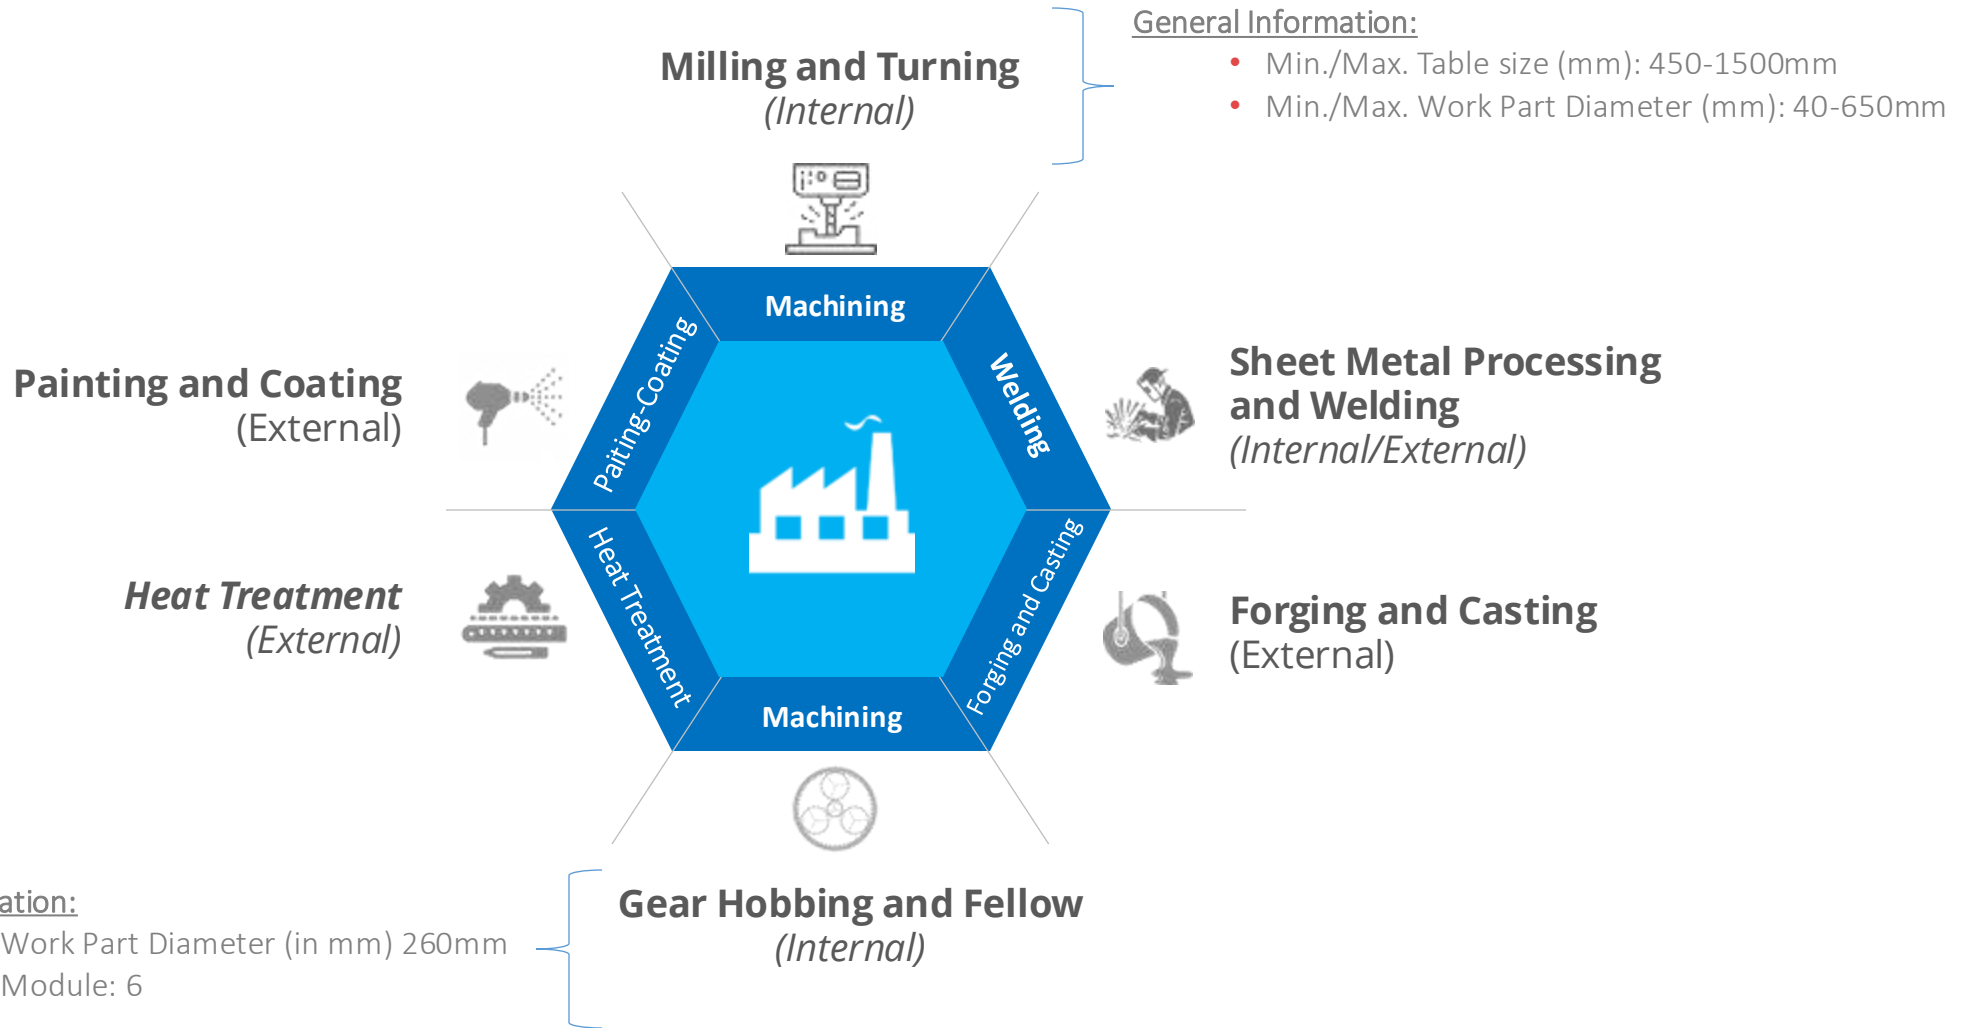 General Information:
• Min./Max. Table size (mm): 450-1500mm
• Min./Max. Work Part Diameter (mm): 40-650mm
Milling and Turning
(Internal)
Machining
Paiting-Coating
Welding
Painting and Coating
(External)
Sheet Metal Processing
and Welding
(Internal/External)
Heat Treatment
(External)
Heat Treatment
Forging and Casting
Forging and Casting
(External)
Machining
Gear Hobbing and Fellow
(Internal)
ation:
Work Part Diameter (in mm) 260mm
Module: 6